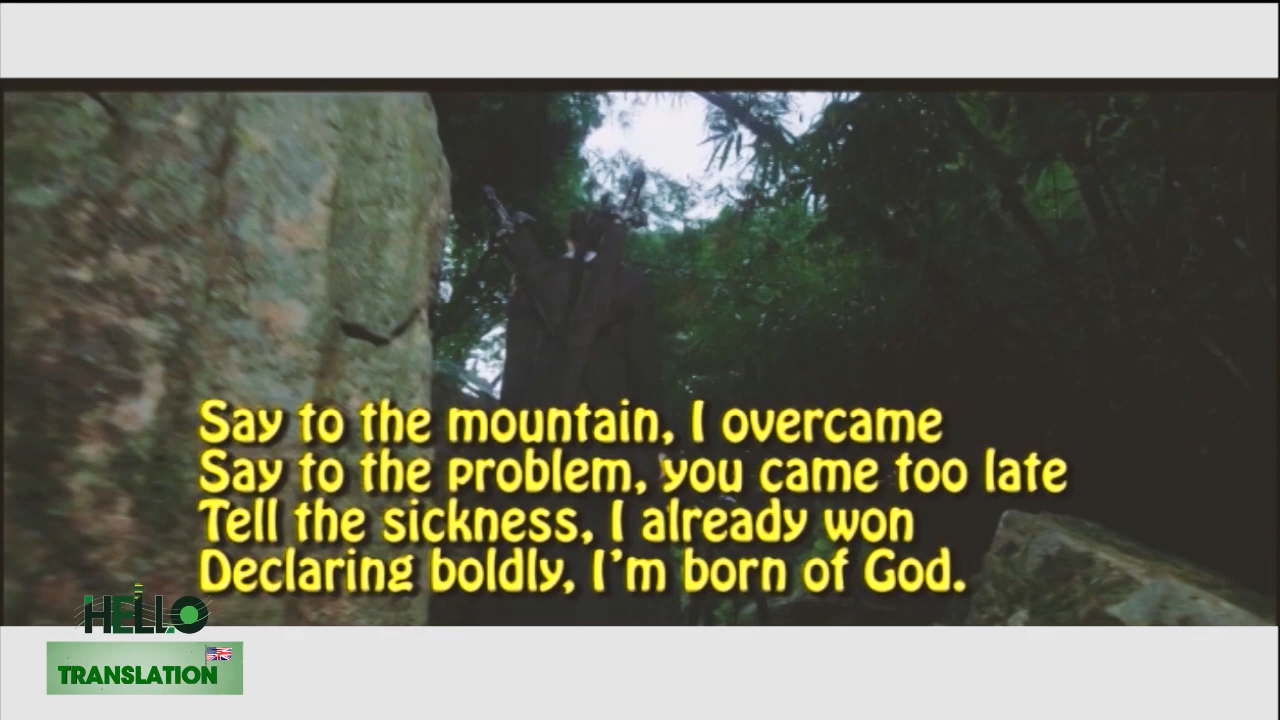 Say to the mountain, I overcame
Say to the problem, you came too late
Tell the sickness, I already won
Declaring boldly, I'm born of God.
HELLO
TRANSLATION